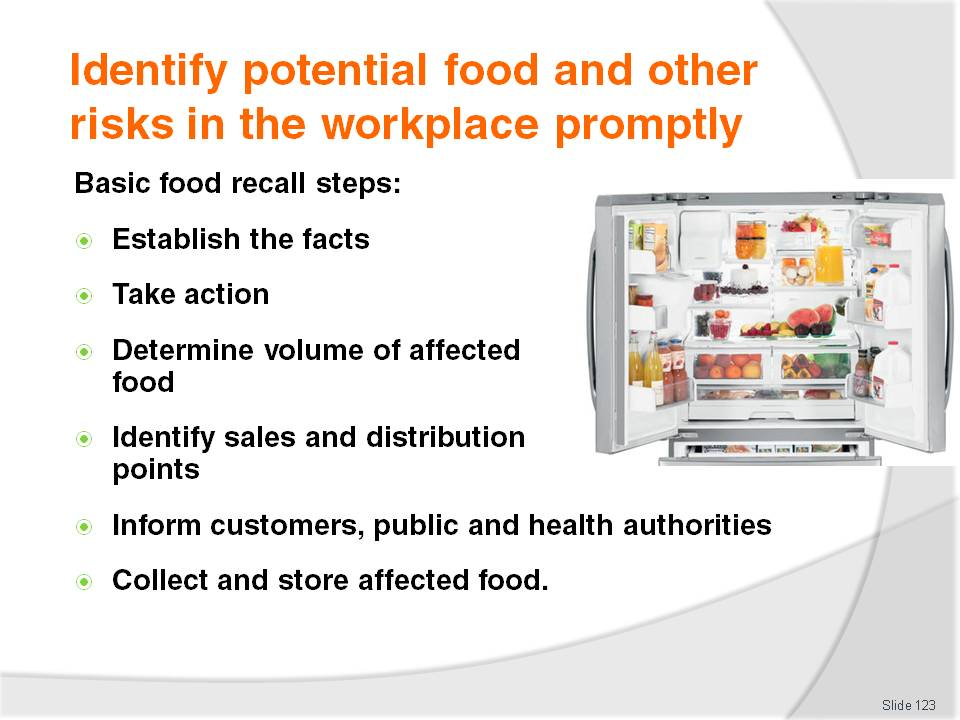 Identify potential food and other
risks in the workplace promptly
Basic food recall steps:
Establish the facts
Take action
Determine volume of affected
food
Identify sales and distribution
points
Inform customers, public and health authorities
Collect and store affected food.
Slide 123